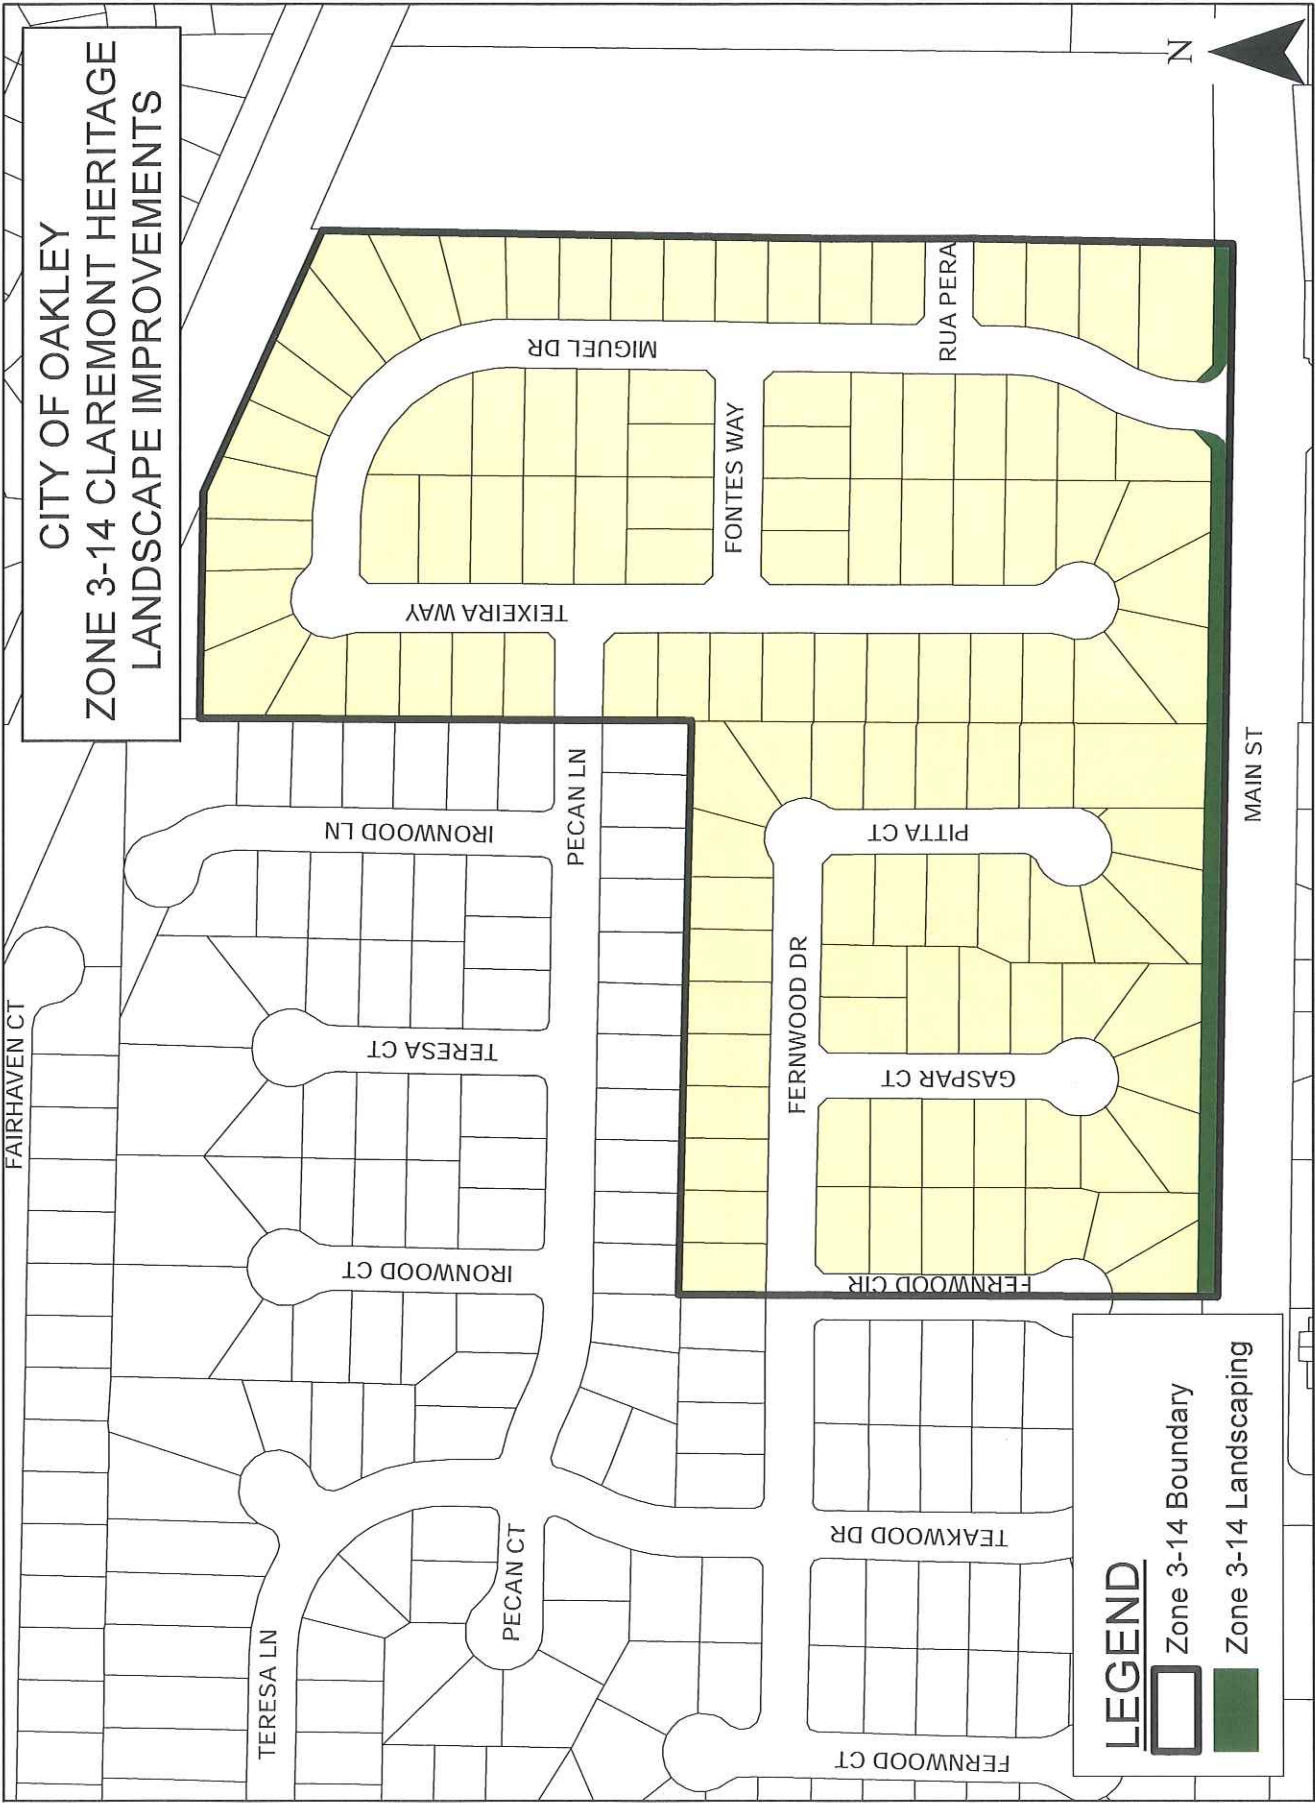 CITY OF OAKLEY
ZONE 3-14 CLAREMONT HERITAGE
LANDSCAPE IMPROVEMENTS
FAIRHAVEN CT
TERESA LN
IRONWOOD CT
TERESA CT
IRONWOOD LN
TEIXEIRA WAY
MIGUEL DR
PECAN CT
PECAN LN
FONTES WAY
RUA PERA
FERNWOOD DR
FERNWOOD CT
TEAKWOOD DR
FERNWOOD CIR
GASPAR CT
PITTA CT
MAIN ST
N
LEGEND
Zone 3-14 Boundary
Zone 3-14 Landscaping